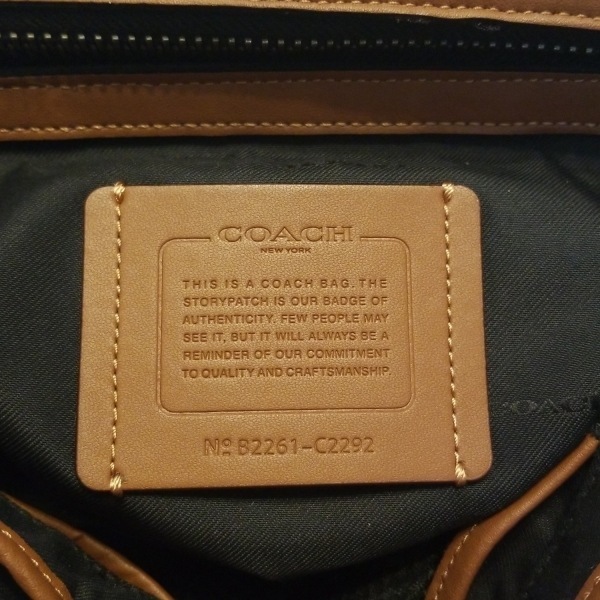 COACH
NEW YORK
THIS IS A COACH BAG. THE
STORYPATCH IS OUR BADGE OF
AUTHENTICITY. FEW PEOPLE MAY
SEE IT, BUT IT WILL ALWAYS BE A
REMINDER OF OUR COMMITMENT
TO QUALITY AND CRAFTSMANSHIP.
Nº B2261-C2292
COACH